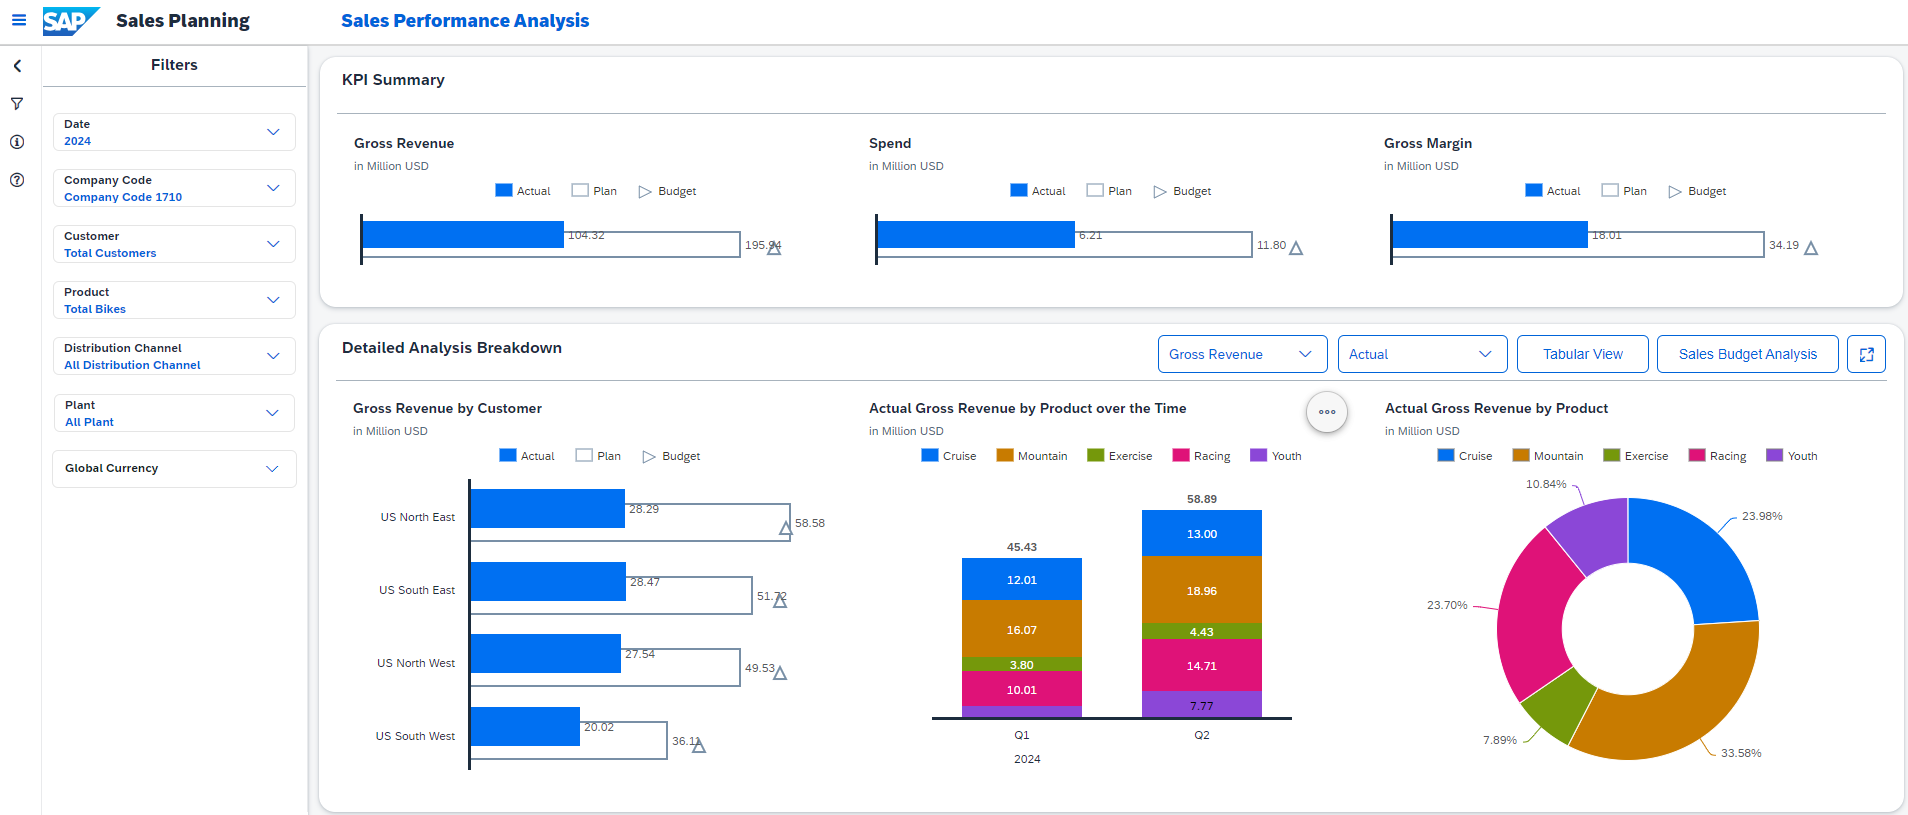 SAP Sales Planning
Sales Performance Analysis
Filters
Date
2024
Company Code
Company Code 1710
Customer
Total Customers
Product
Total Bikes
Distribution Channel
All Distribution Channel
Plant
All Plant
Global Currency
KPI Summary
Gross Revenue
in Million USD
Actual Plan Budget
104.32
195.94
Spend
in Million USD
Actual Plan Budget
6.21
11.80
Gross Margin
in Million USD
Actual Plan Budget
18.01
34.19
Detailed Analysis Breakdown
Gross Revenue
Actual
Tabular View
Sales Budget Analysis
Gross Revenue by Customer
in Million USD
Actual Plan Budget
US North East
28.29
58.58
US South East
28.47
51.72
US North West
27.54
49.53
US South West
20.02
36.11
Actual Gross Revenue by Product over the Time
in Million USD
Cruise Mountain Exercise Racing Youth
45.43
12.01
16.07
3.80
10.01
58.89
13.00
18.96
4.43
14.71
7.77
Q1 Q2
2024
Actual Gross Revenue by Product
in Million USD
Cruise Mountain Exercise Racing Youth
10.84%
23.98%
23.70%
7.89%
33.58%